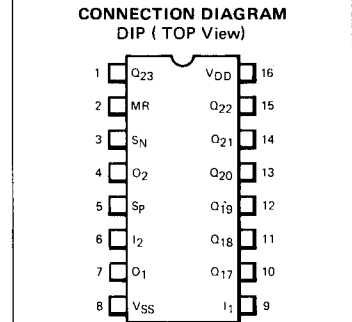 CONNECTION DIAGRAM
DIP ( TOP View)
1 Q23 VDD 16
2 MR Q22 15
3 SN Q21 14
4 O2 Q20 13
5 SP Q19 12
6 I2 Q18 11
7 O1 Q17 10
8 VSS I1 9